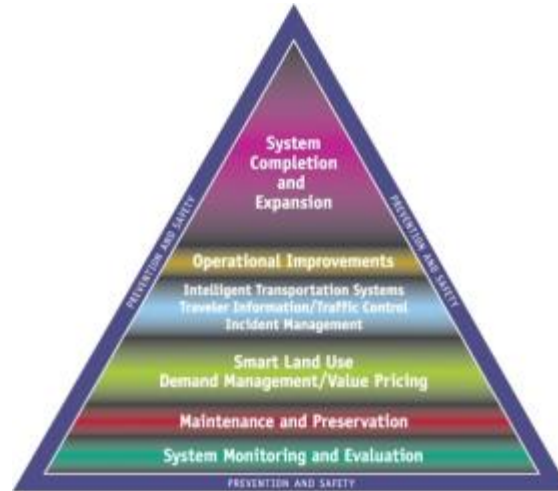 System
Completion
and
Expansion
Operational Improvements
Intelligent Transportation Systems
Traveler Information/Traffic Control
Incident Management
Smart Land Use
Demand Management/Value Pricing
Maintenance and Preservation
System Monitoring and Evaluation
PREVENTION AND SAFETY
PREVENTION AND SAFETY
PREVENTION AND SAFETY